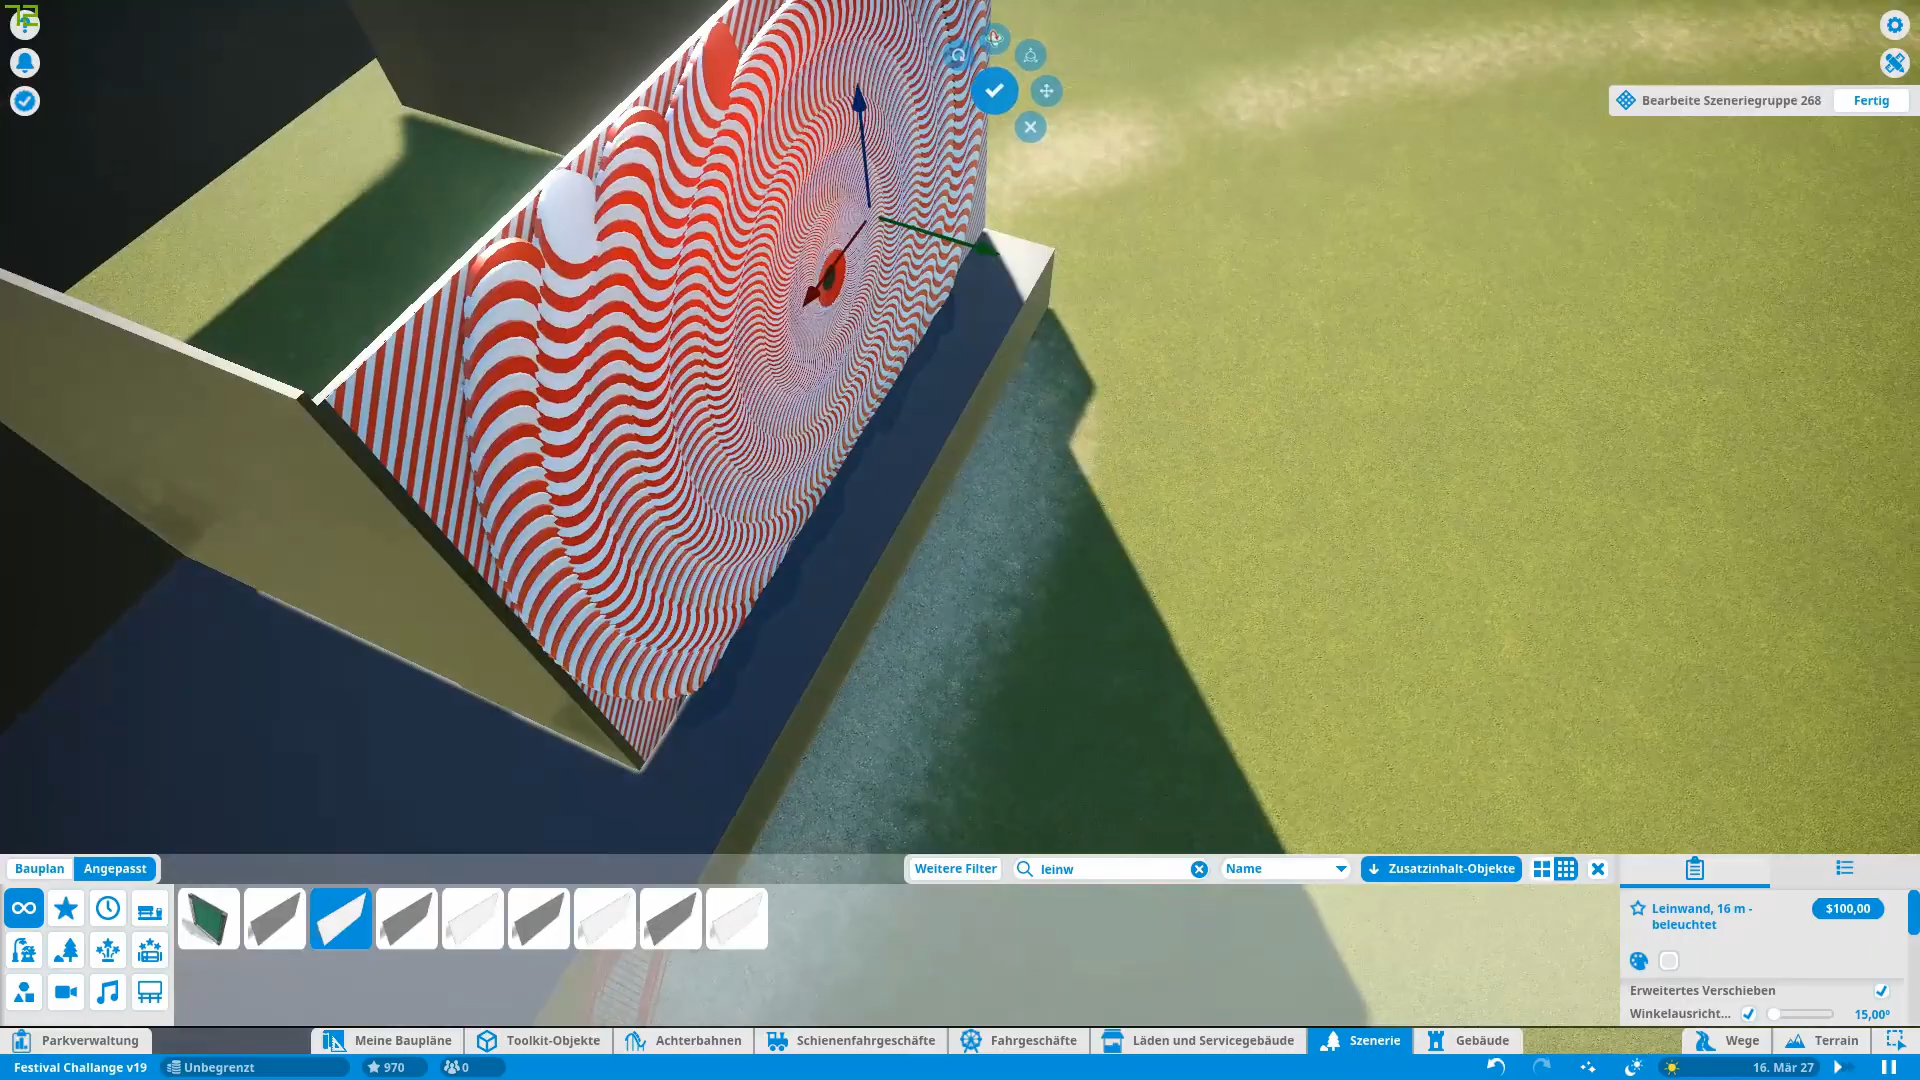 72
Bearbeite Szeneriegruppe 268
Fertig
Bauplan
Angepasst
Weitere Filter
leinw
Name
Zusatzinhalt-Objekte
Leinwand, 16 m -
beleuchtet
$100,00
Erweitertes Verschieben
Winkelausricht...
15,00°
Parkverwaltung
Meine Baupläne
Toolkit-Objekte
Achterbahnen
Schienenfahrgeschäfte
Fahrgeschäfte
Läden und Servicegebäude
Szenerie
Gebäude
Wege
Terrain
Festival Challange v19
Unbegrenzt
970
0
16. Mär 27